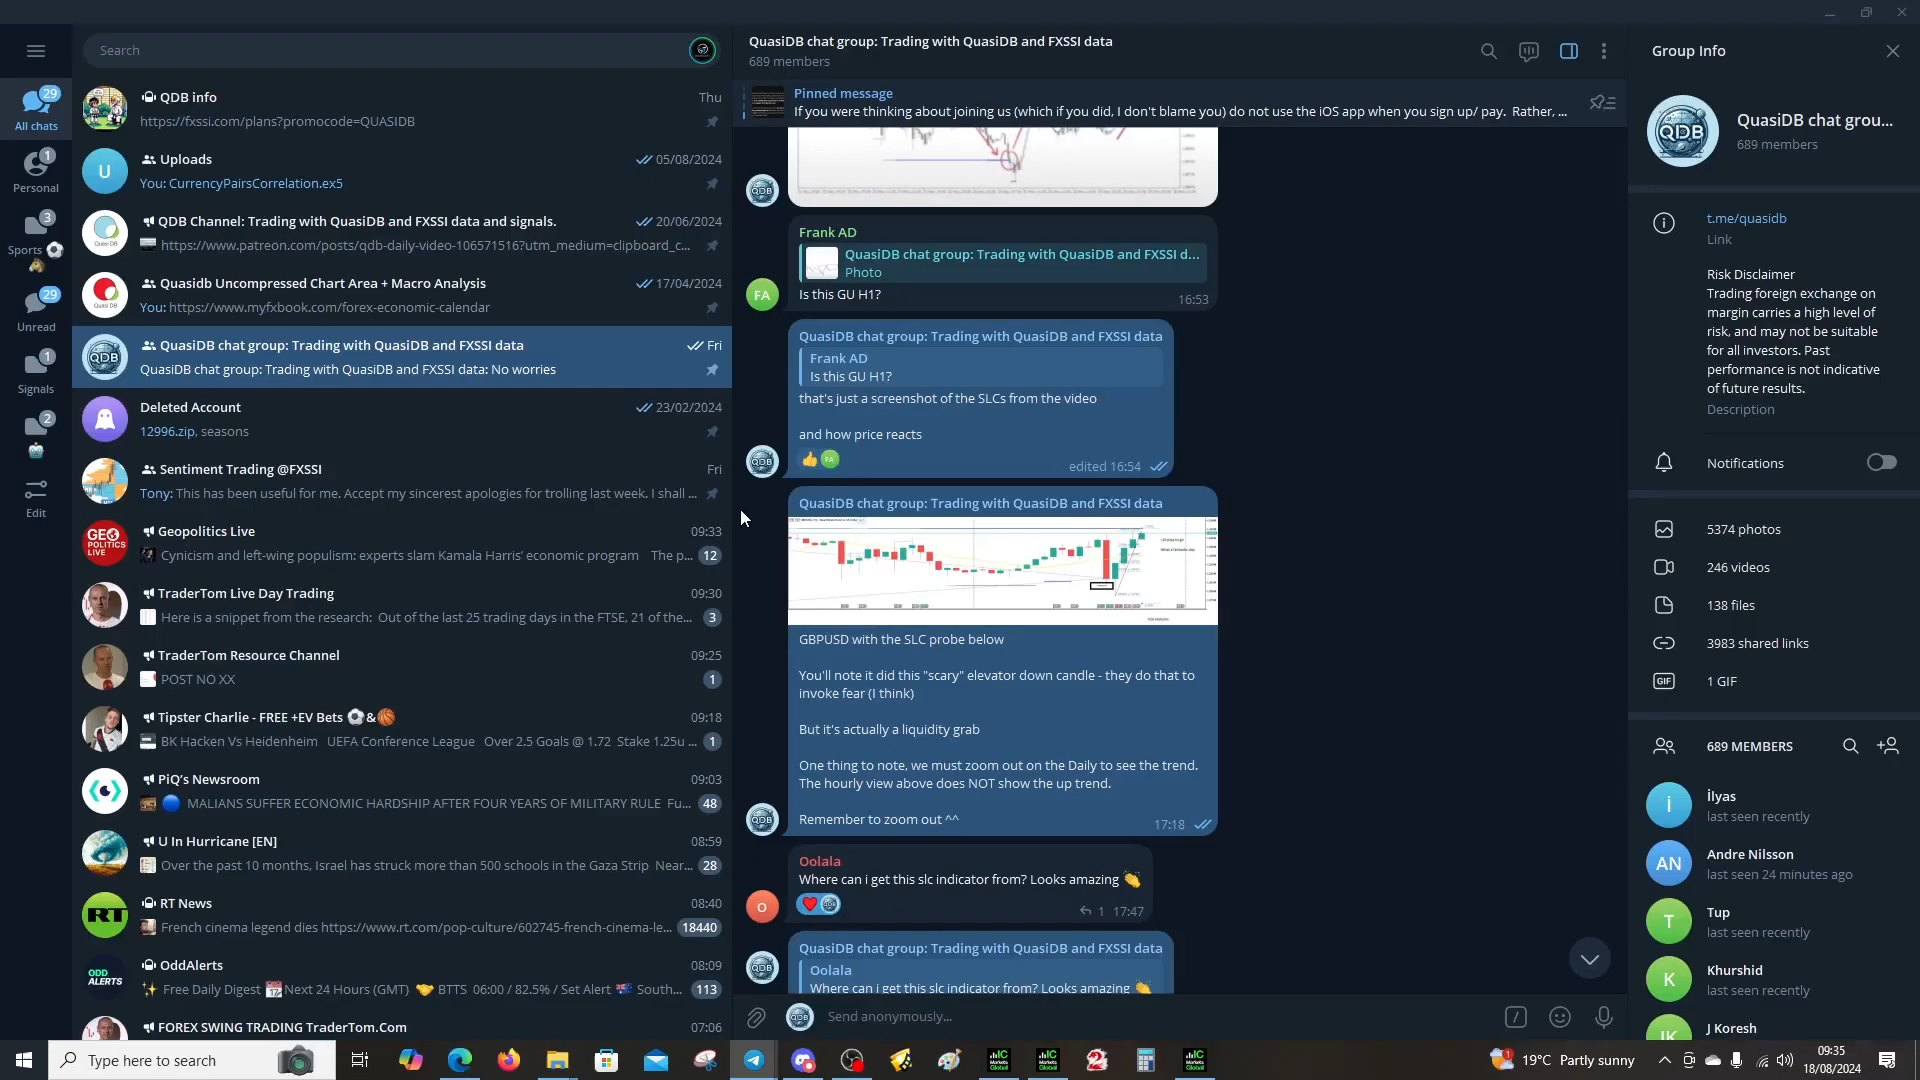 Search
29
All chats
1
Personal
3
Sports
29
Unread
1
Signals
2
Edit
QDB info
Thu
https://fxssi.com/plans?promocode=QUASIDB
U
Uploads
05/08/2024
You: CurrencyPairsCorrelation.ex5
Quasi DB
QDB Channel: Trading with QuasiDB and FXSSI data and signals.
20/06/2024
https://www.patreon.com/posts/qdb-daily-video-106571516?utm_medium=clipboard_c...
Quasi DB
Quasidb Uncompressed Chart Area + Macro Analysis
17/04/2024
You: https://www.myfxbook.com/forex-economic-calendar
QDB
QuasiDB chat group: Trading with QuasiDB and FXSSI data
Fri
QuasiDB chat group: Trading with QuasiDB and FXSSI data: No worries
Deleted Account
23/02/2024
12996.zip, seasons
Sentiment Trading @FXSSI
Fri
Tony: This has been useful for me. Accept my sincerest apologies for trolling last week. I shall ...
GEO POLITICS LIVE
Geopolitics Live
09:33
Cynicism and left-wing populism: experts slam Kamala Harris’ economic program The p...
12
TraderTom Live Day Trading
09:30
Here is a snippet from the research: Out of the last 25 trading days in the FTSE, 21 of the...
3
TraderTom Resource Channel
09:25
POST NO XX
1
Tipster Charlie - FREE +EV Bets ⚽&🏀
09:18
BK Hacken Vs Heidenheim UEFA Conference League Over 2.5 Goals @ 1.72 Stake 1.25u ...
1
PiQ’s Newsroom
09:03
MALIANS SUFFER ECONOMIC HARDSHIP AFTER FOUR YEARS OF MILITARY RULE Fu...
48
U In Hurricane [EN]
08:59
Over the past 10 months, Israel has struck more than 500 schools in the Gaza Strip Near...
28
RT
RT News
08:40
French cinema legend dies https://www.rt.com/pop-culture/602745-french-cinema-le...
18440
ODD ALERTS
OddAlerts
08:09
Free Daily Digest Next 24 Hours (GMT) BTTS 06:00 / 82.5% / Set Alert South...
113
FOREX SWING TRADING TraderTom.Com
07:06
QuasiDB chat group: Trading with QuasiDB and FXSSI data
689 members
Pinned message
If you were thinking about joining us (which if you did, I don't blame you) do not use the iOS app when you sign up/ pay. Rather, ...
QDB
Frank AD
QuasiDB chat group: Trading with QuasiDB and FXSSI d...
Photo
Is this GU H1?
16:53
FA
QuasiDB chat group: Trading with QuasiDB and FXSSI data
Frank AD
Is this GU H1?
that's just a screenshot of the SLCs from the video
and how price reacts
FA
edited 16:54
QDB
QuasiDB chat group: Trading with QuasiDB and FXSSI data
GBPUSD with the SLC probe below
You'll note it did this "scary" elevator down candle - they do that to
invoke fear (I think)
But it's actually a liquidity grab
One thing to note, we must zoom out on the Daily to see the trend.
The hourly view above does NOT show the up trend.
Remember to zoom out ^^
17:18
QDB
Oolala
Where can i get this slc indicator from? Looks amazing 👏
1 17:47
O
QuasiDB chat group: Trading with QuasiDB and FXSSI data
Oolala
Where can i get this slc indicator from? Looks amazing 👏
QDB
Send anonymously...
Group Info
QDB
QuasiDB chat grou...
689 members
t.me/quasidb
Link
Risk Disclaimer
Trading foreign exchange on
margin carries a high level of
risk, and may not be suitable
for all investors. Past
performance is not indicative
of future results.
Description
Notifications
5374 photos
246 videos
138 files
3983 shared links
GIF
1 GIF
689 MEMBERS
İ
İlyas
last seen recently
AN
Andre Nilsson
last seen 24 minutes ago
T
Tup
last seen recently
K
Khurshid
last seen recently
JK
J Koresh
Type here to search
19°C Partly sunny
09:35
18/08/2024